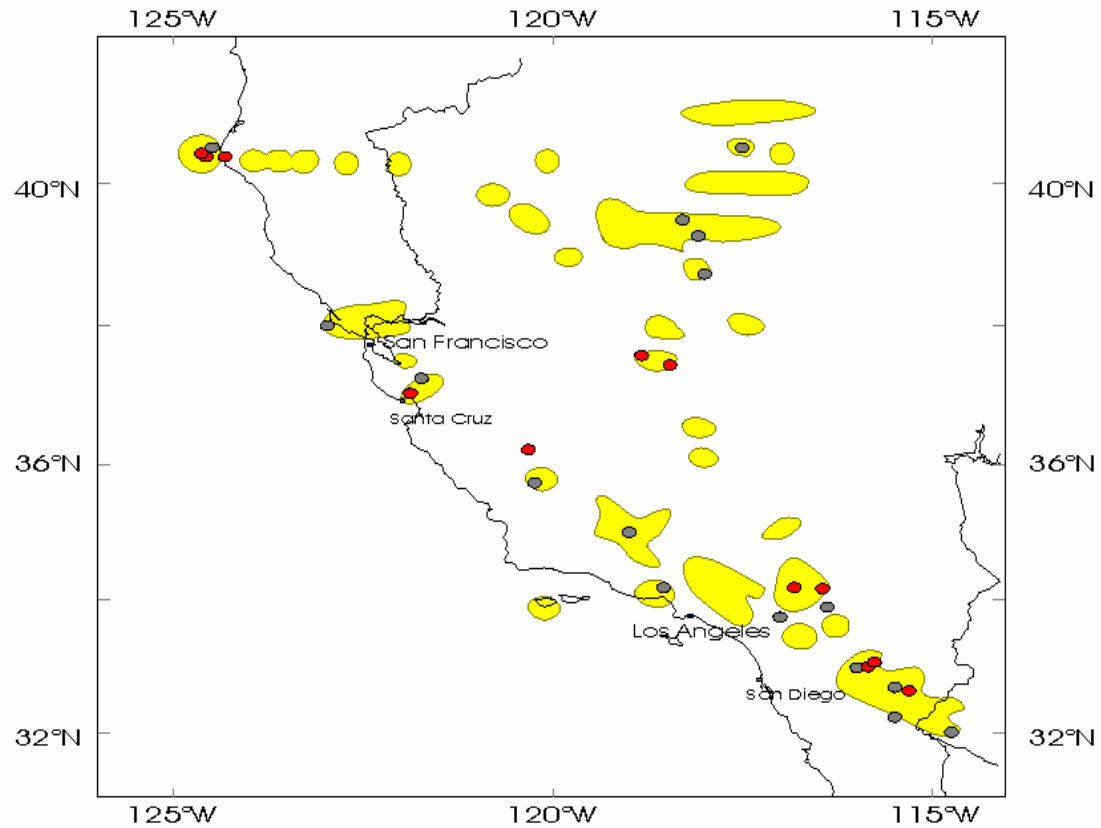 125°W 120°W 115°W
40°N 40°N
San Francisco
Santa Cruz
36°N 36°N
Los Angeles
San Diego
32°N 32°N
125°W 120°W 115°W